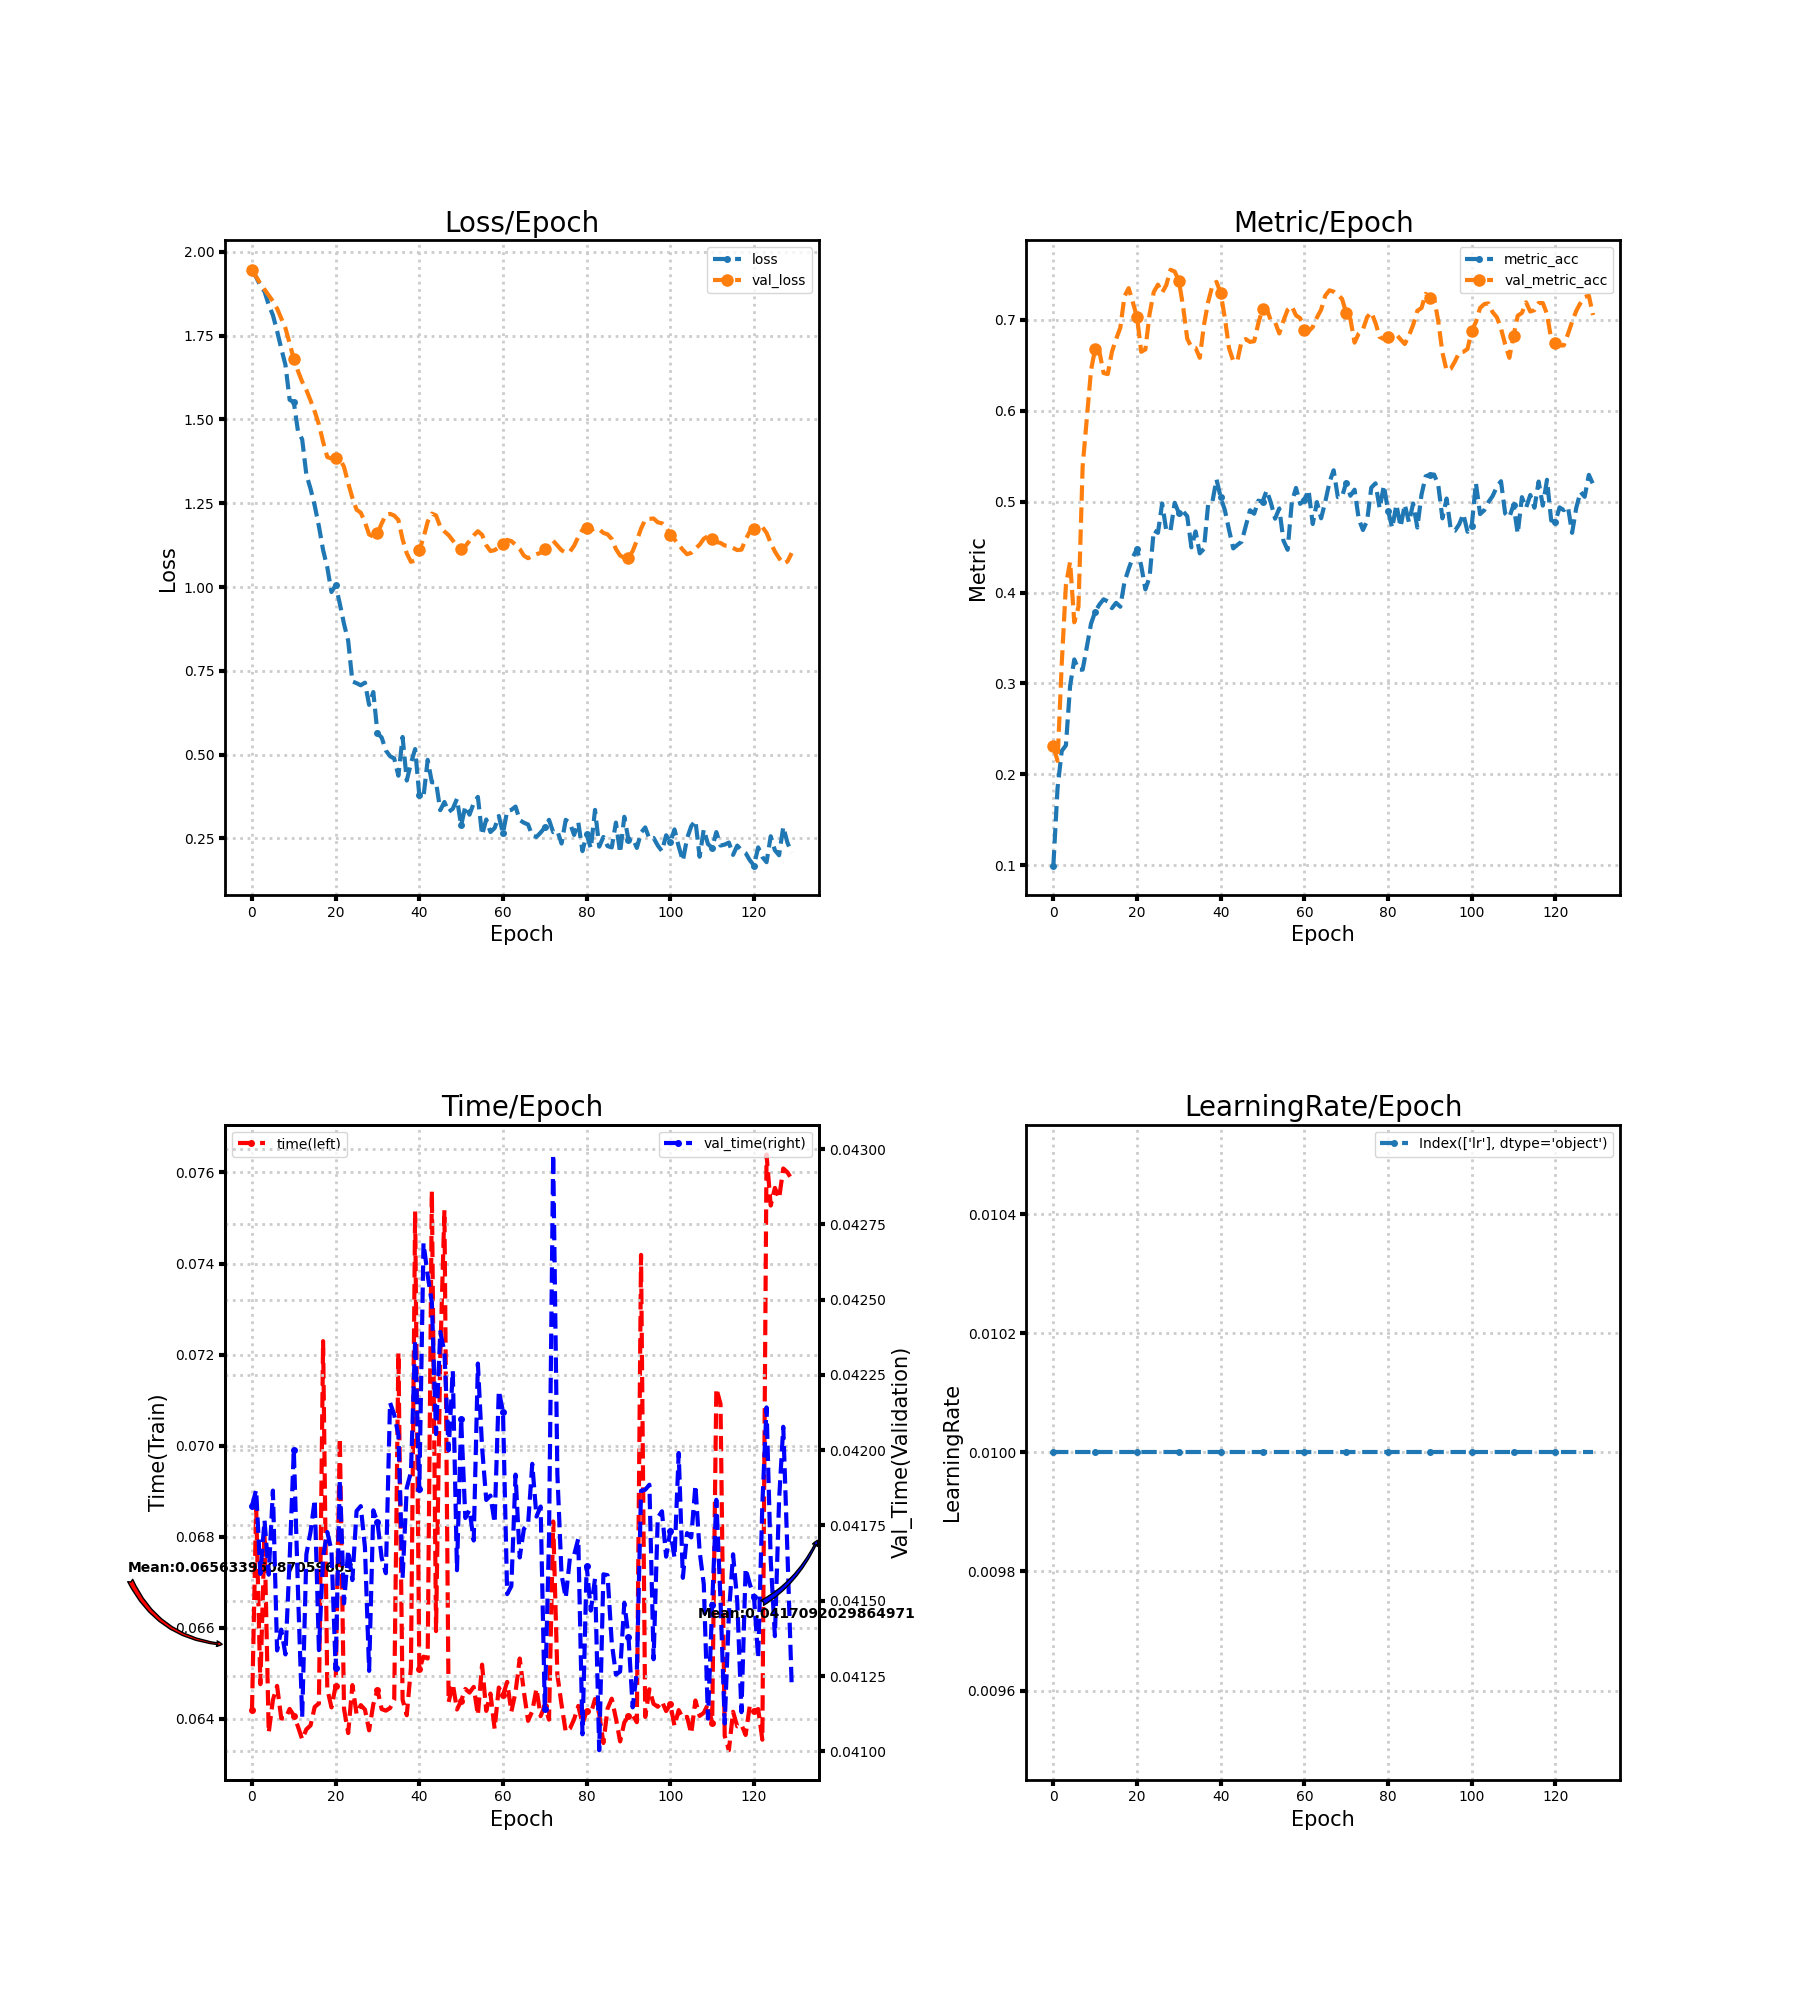 Loss/Epoch
2.00
1.75
1.50
1.25
1.00
0.75
0.50
0.25
Loss
loss
val_loss
0 20 40 60 80 100 120
Epoch
Metric/Epoch
0.7
0.6
0.5
0.4
0.3
0.2
0.1
Metric
metric_acc
val_metric_acc
0 20 40 60 80 100 120
Epoch
Time/Epoch
0.076
0.074
0.072
0.070
0.068
0.066
0.064
Time(Train)
time(left)
val_time(right)
0.04300
0.04275
0.04250
0.04225
0.04200
0.04175
0.04150
0.04125
0.04100
Val_Time(Validation)
Mean:0.0417092029864971
0 20 40 60 80 100 120
Epoch
LearningRate/Epoch
0.0104
0.0102
0.0100
0.0098
0.0096
LearningRate
Index(['lr'], dtype='object')
0 20 40 60 80 100 120
Epoch